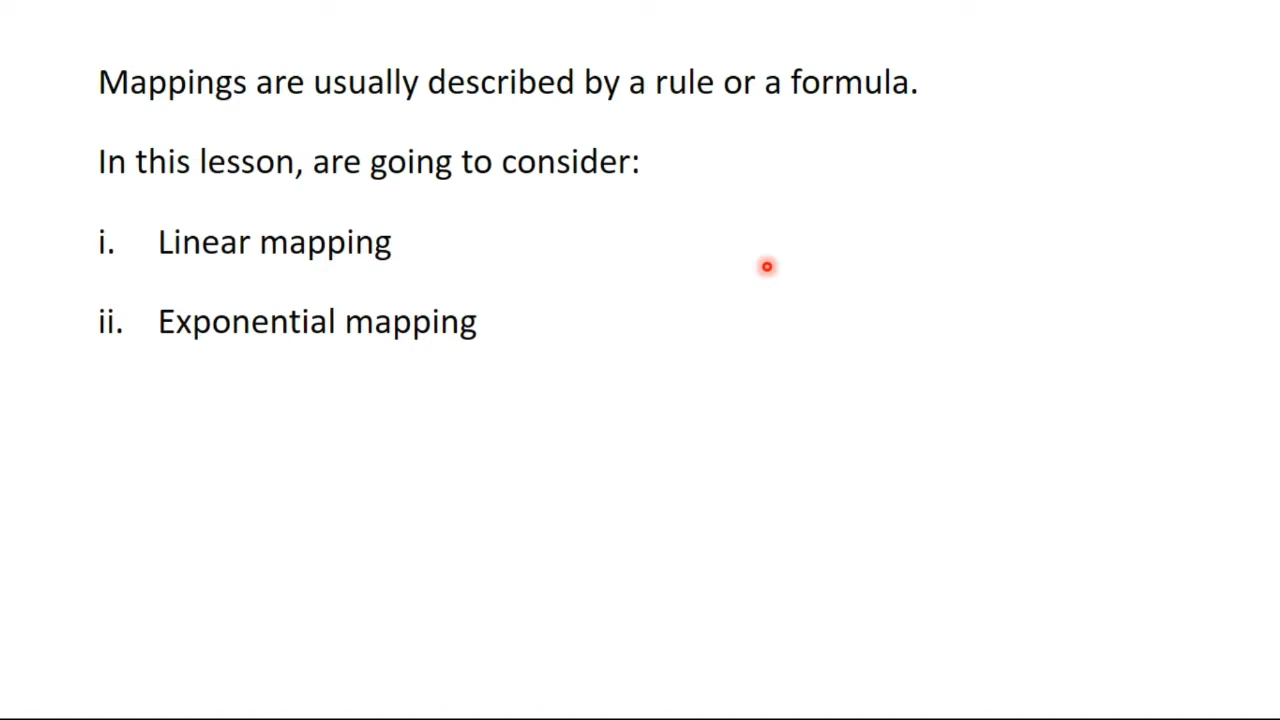 Mappings are usually described by a rule or a formula.
In this lesson, are going to consider:
i. Linear mapping
ii. Exponential mapping